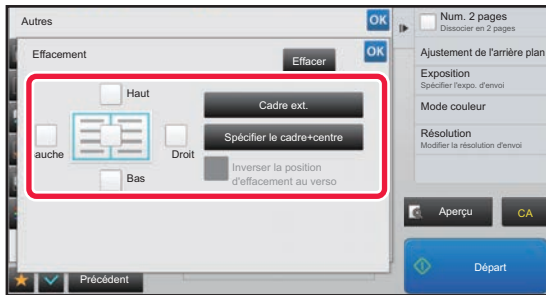 Autres
OK
Effacement
Effacer
OK
Haut
auche
Droit
Bas
Cadre ext.
Spécifier le cadre+centre
Inverser la position
d'effacement au verso
Précédent
Num. 2 pages
Dissocier en 2 pages
Ajustement de l'arrière plan
Exposition
Spécifier l'expo. d'envoi
Mode couleur
Résolution
Modifier la résolution d'envoi
Aperçu
CA
Départ